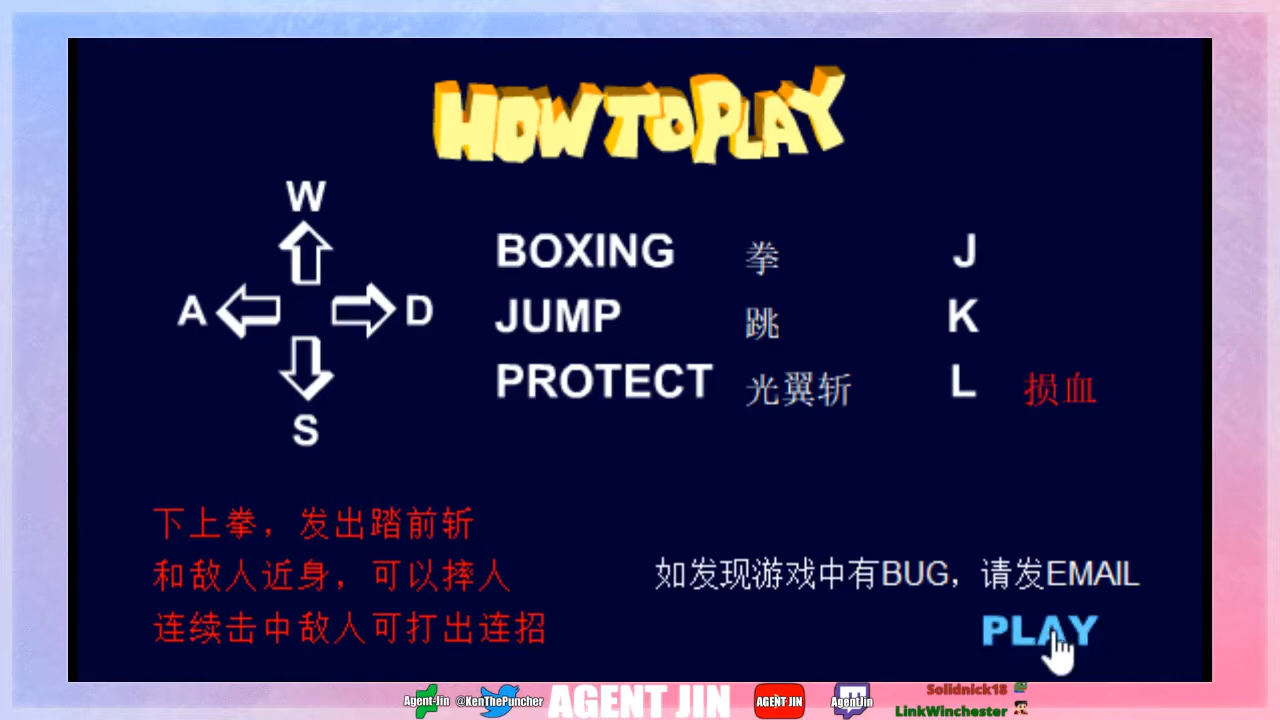 HOW TO PLAY
W
A D
S
BOXING 拳 J
JUMP 跳 K
PROTECT 光翼斩 L 损血
下上拳，发出踏前斩
和敌人近身，可以摔人
连续击中敌人可打出连招
如发现游戏中有BUG，请发EMAIL
PLAY
Agent-Jin @KenThePuncher AGENT JIN AGENT JIN AgentJin
Solidnick18
LinkWinchester